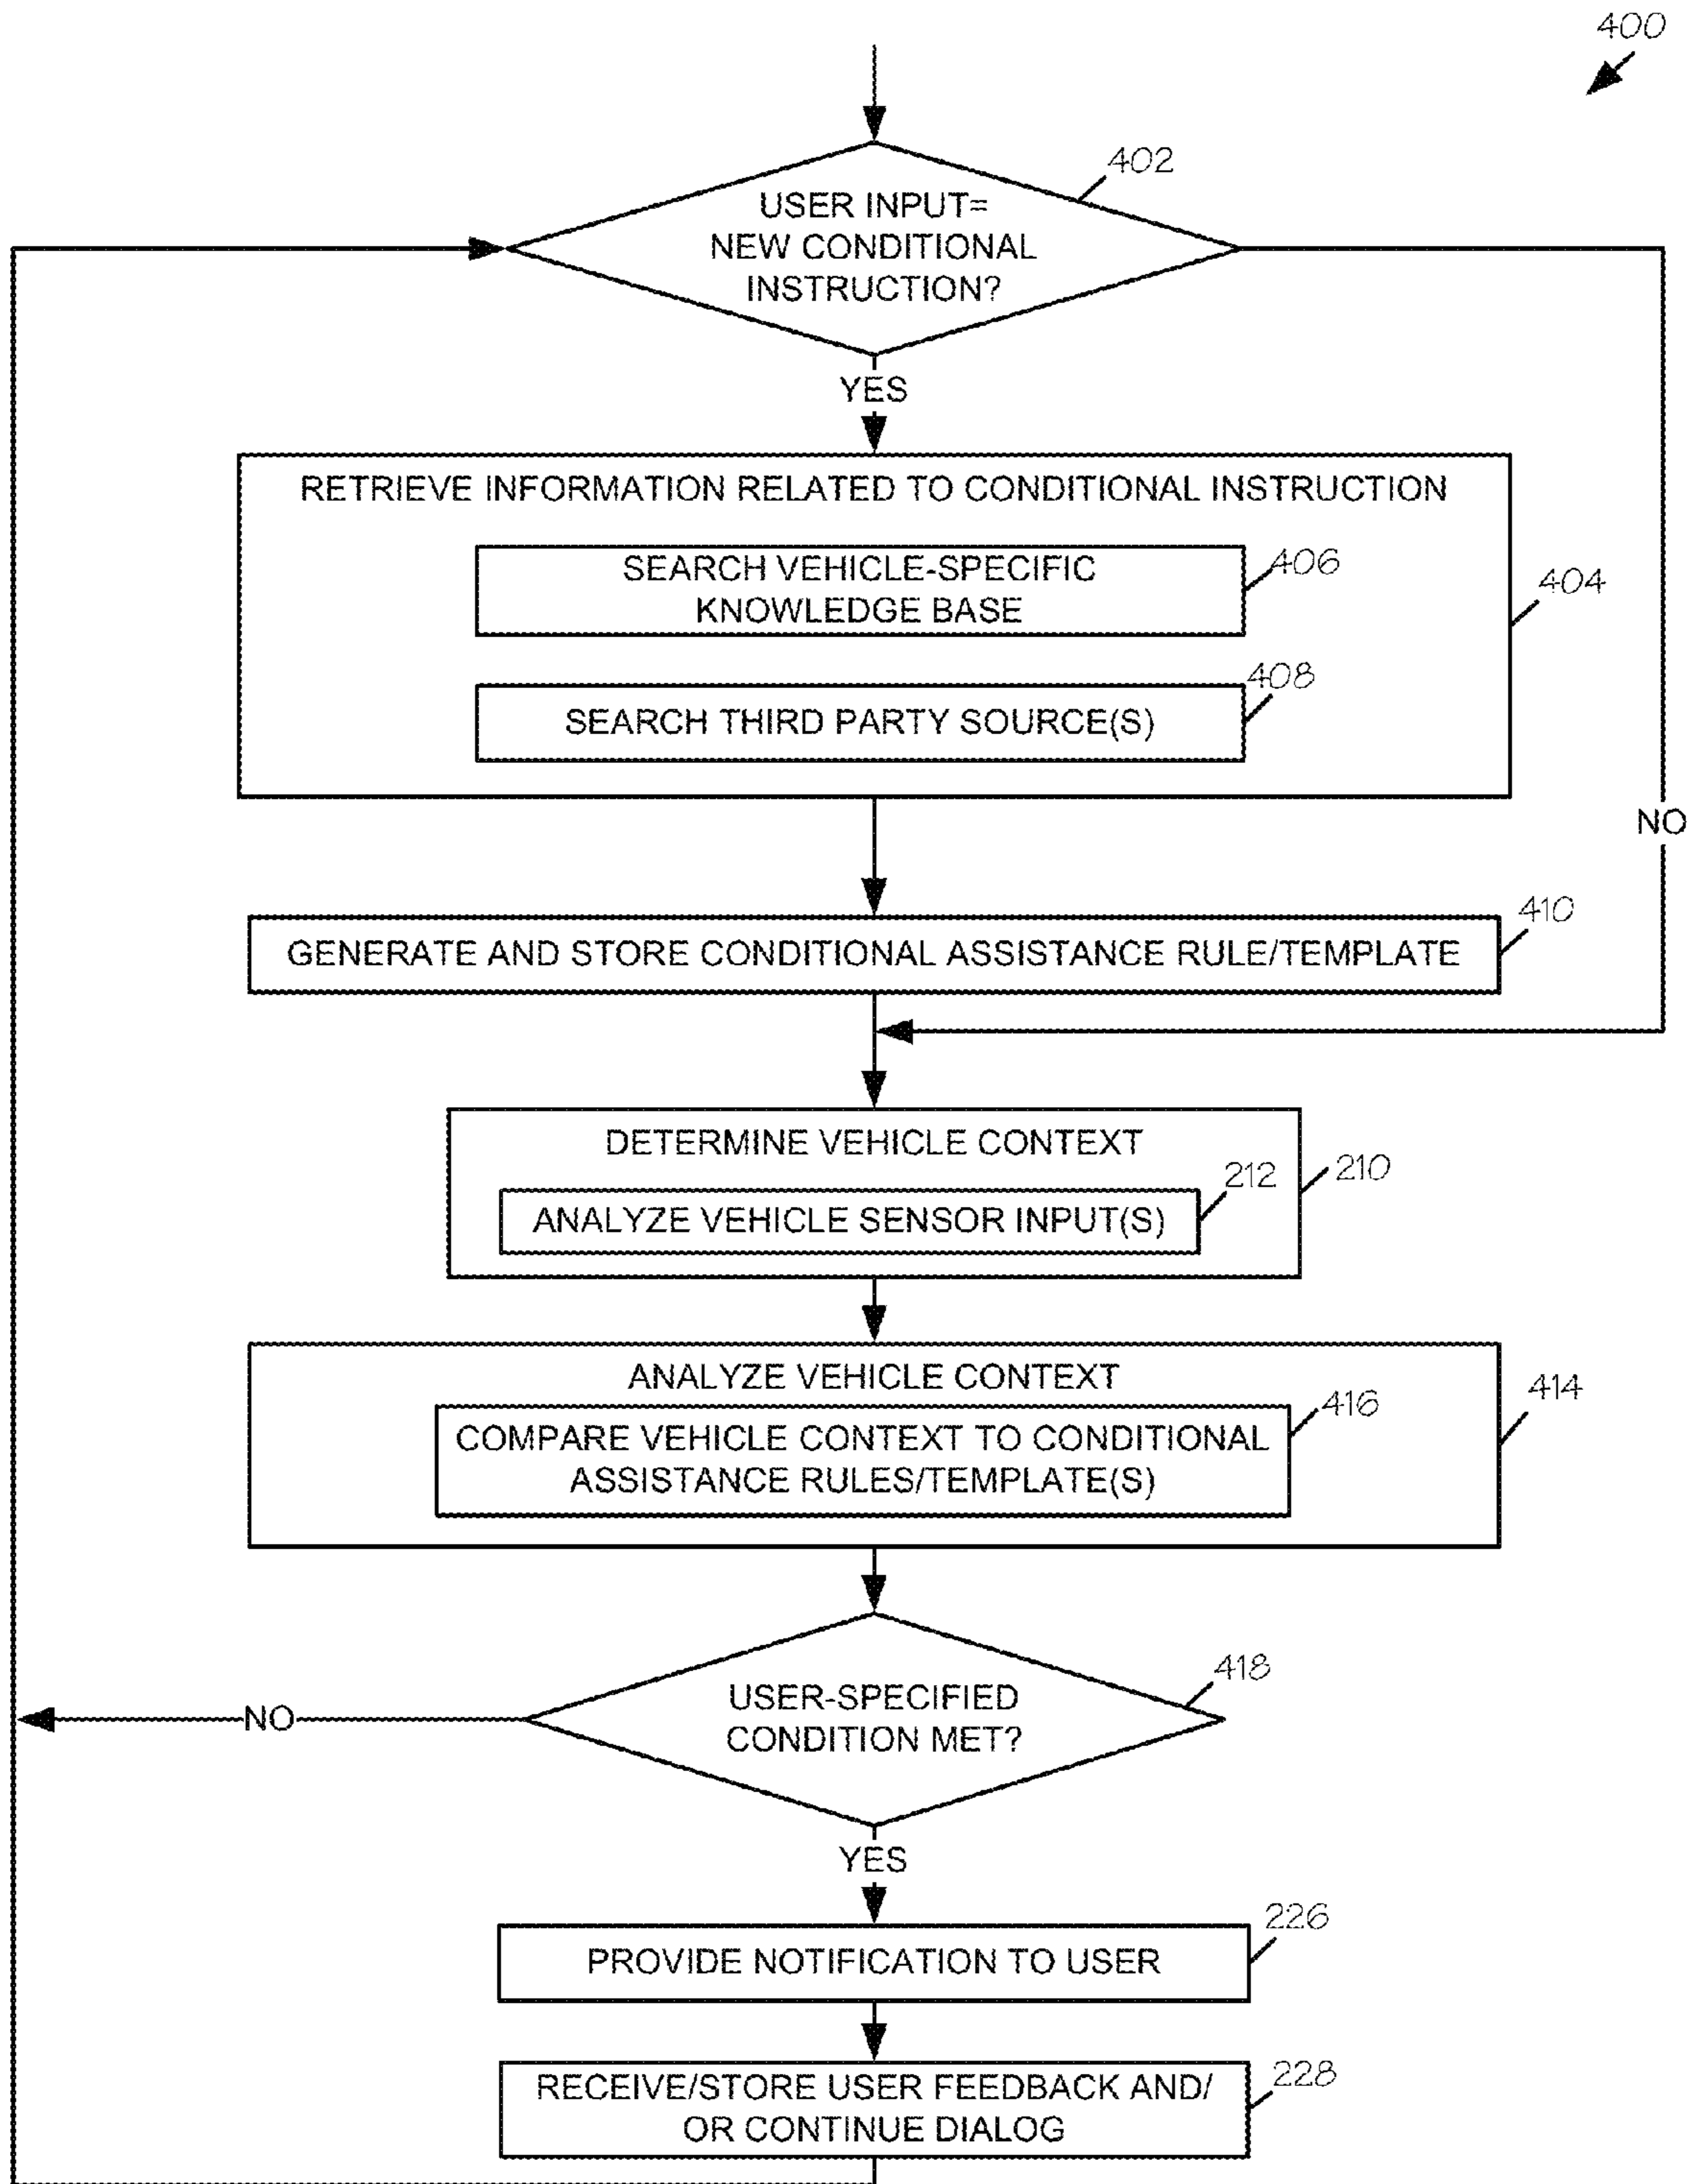 400
402
USER INPUT=
NEW CONDITIONAL
INSTRUCTION?
YES
RETRIEVE INFORMATION RELATED TO CONDITIONAL INSTRUCTION
SEARCH VEHICLE-SPECIFIC
KNOWLEDGE BASE
406
404
408
SEARCH THIRD PARTY SOURCE(S)
NO
410
GENERATE AND STORE CONDITIONAL ASSISTANCE RULE/TEMPLATE
DETERMINE VEHICLE CONTEXT
210
212
ANALYZE VEHICLE SENSOR INPUT(S)
ANALYZE VEHICLE CONTEXT
414
416
COMPARE VEHICLE CONTEXT TO CONDITIONAL
ASSISTANCE RULES/TEMPLATE(S)
418
USER-SPECIFIED
CONDITION MET?
NO
YES
226
PROVIDE NOTIFICATION TO USER
228
RECEIVE/STORE USER FEEDBACK AND/
OR CONTINUE DIALOG